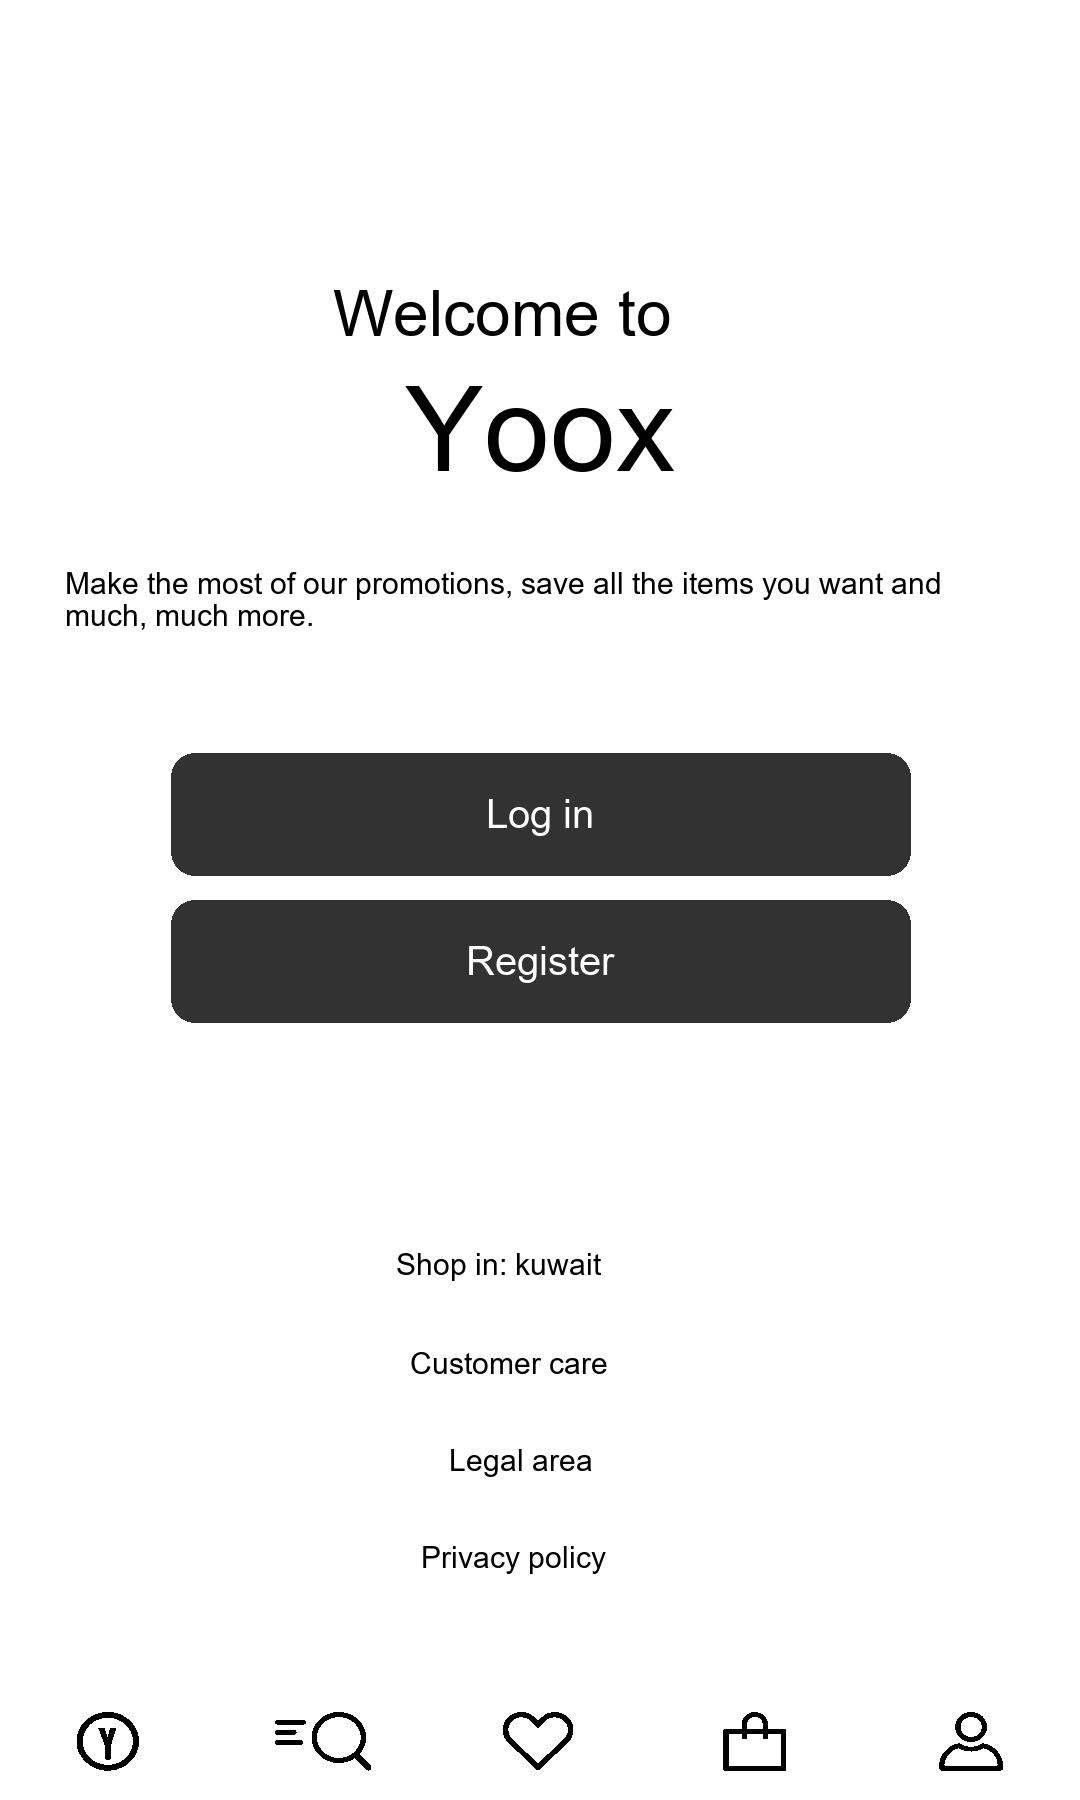 Welcome to
Yoox
Make the most of our promotions, save all the items you want and
much, much more.
Log in
Register
Shop in: kuwait
Customer care
Legal area
Privacy policy
Y